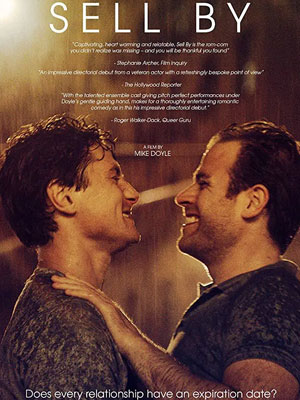 SELL BY
"Captivating, heart warming and relatable, Sell By is the rom-com
you didn't realize was missing - and you will be thankful you found."
- Stephanie Archer, Film Inquiry
"An impressive directorial debut from a veteran actor with a refreshingly bespoke point of view"
- The Hollywood Reporter
"With the talented ensemble cast giving pitch perfect performances under
Doyle's gentle guiding hand, makes for a thoroughly entertaining romantic
comedy as in this his impressive directorial debut."
- Roger Walker-Dack, Queer Guru
A FILM BY
MIKE DOYLE
Does every relationship have an expiration date?